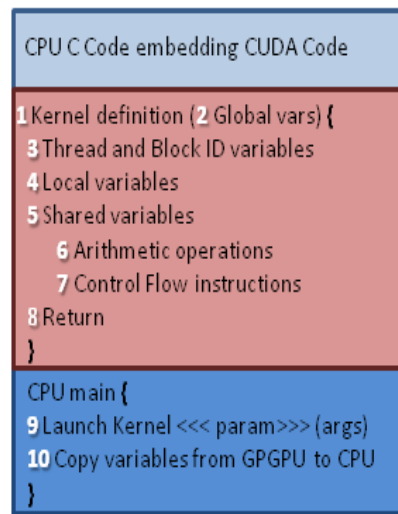 CPU C Code embedding CUDA Code
1 Kernel definition (2 Global vars) {
3 Thread and Block ID variables
4 Local variables
5 Shared variables
6 Arithmetic operations
7 Control Flow instructions
8 Return
}
CPU main {
9 Launch Kernel <<< param>>> (args)
10 Copy variables from GPGPU to CPU
}